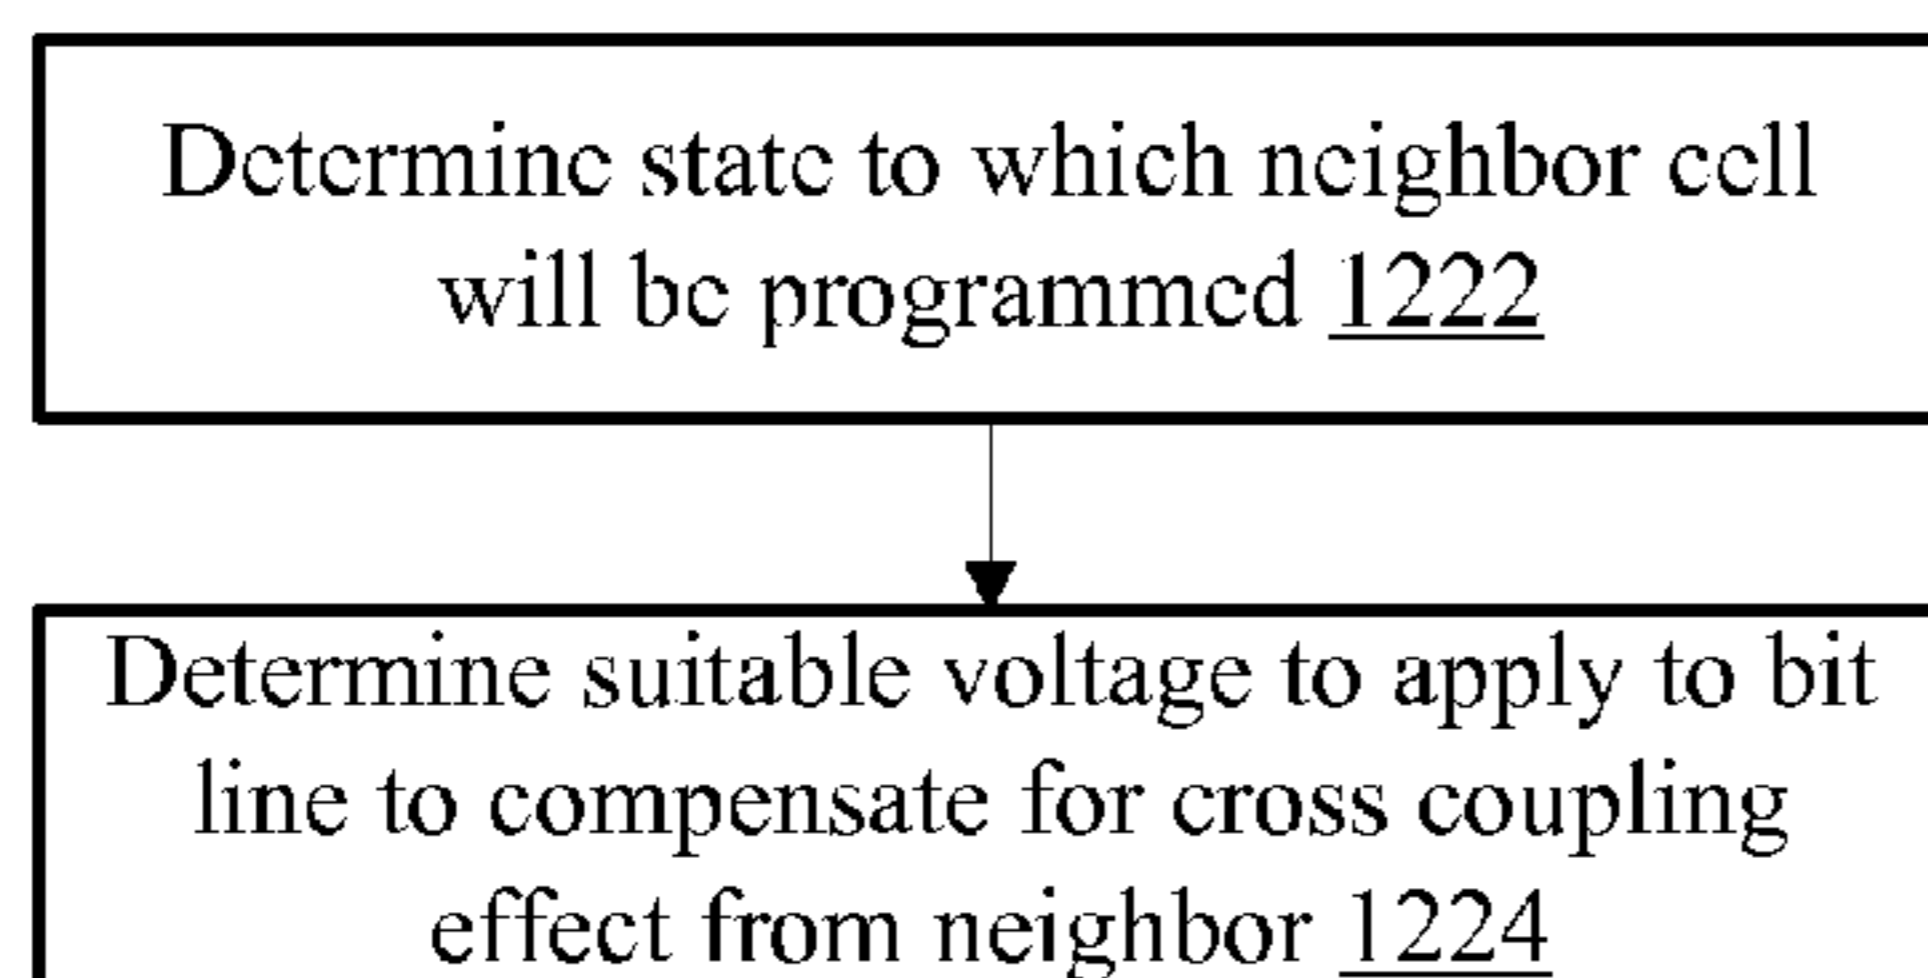 Determine state to which neighbor cell
will be programmed 1222
Determine suitable voltage to apply to bit
line to compensate for cross coupling
effect from neighbor 1224